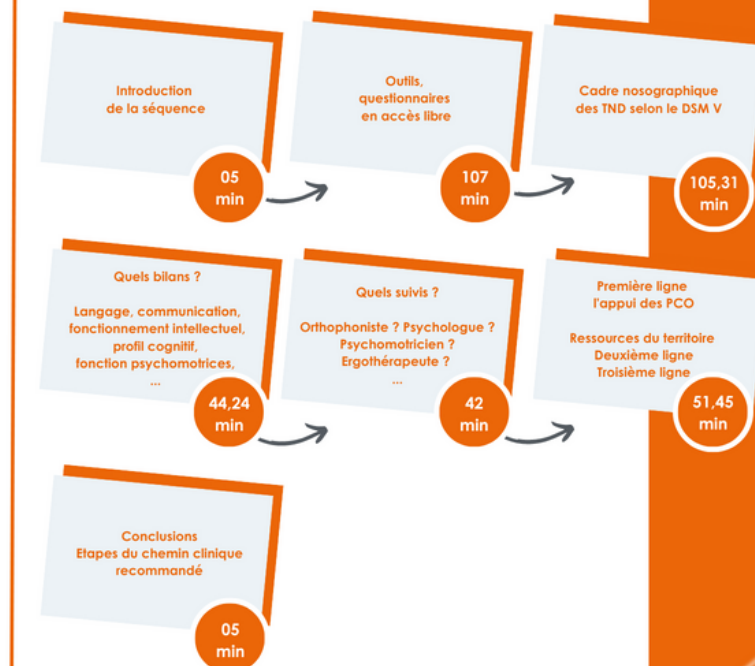 Introduction
de la séquence
05
min
Outils,
questionnaires
en accès libre
107
min
Cadre nosographique
des TND selon le DSM V
105,31
min
Quels bilans ?
Langage, communication,
fonctionnement intellectuel,
profil cognitif,
fonction psychomotrices,
...
44,24
min
Quels suivis ?
Orthophoniste ? Psychologue ?
Psychomotricien ?
Ergothérapeute ?
...
42
min
Première ligne
l'appui des PCO
Ressources du territoire
Deuxième ligne
Troisième ligne
51,45
min
Conclusions
Etapes du chemin clinique
recommandé
05
min